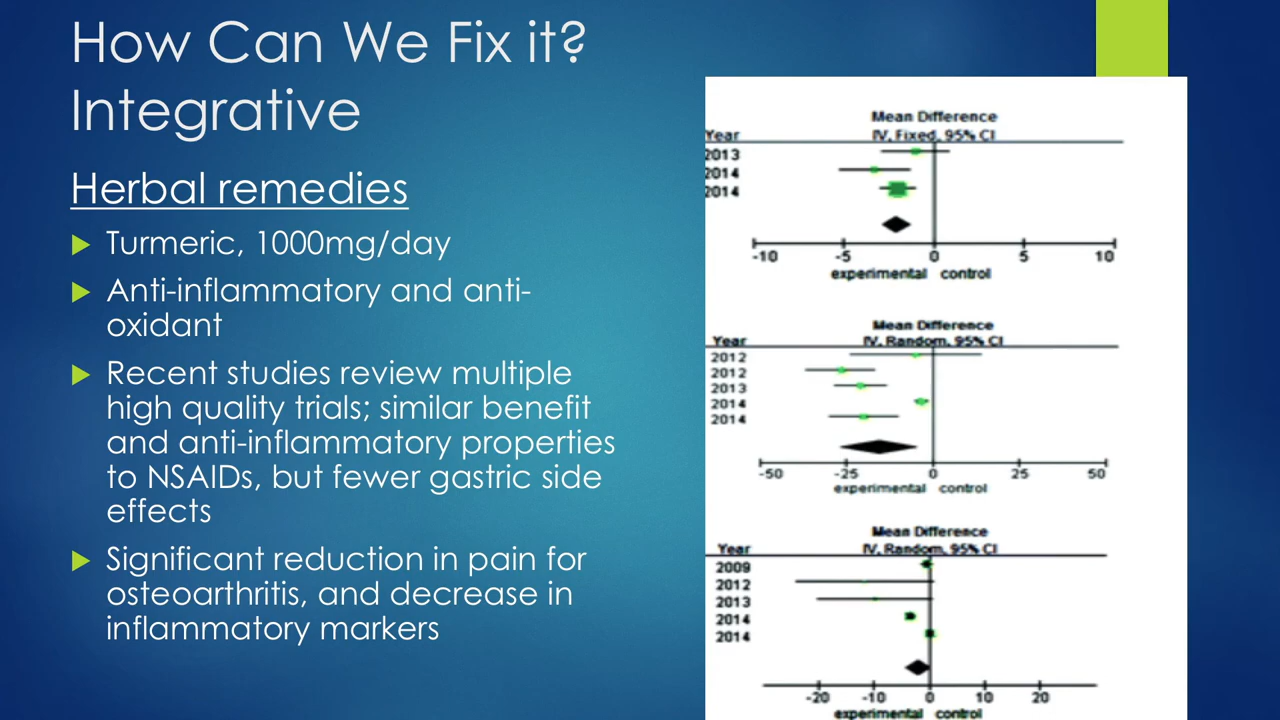 How Can We Fix it?
Integrative
Herbal remedies
Turmeric, 1000mg/day
Anti-inflammatory and anti-
oxidant
Recent studies review multiple
high quality trials; similar benefit
and anti-inflammatory properties
to NSAIDs, but fewer gastric side
effects
Significant reduction in pain for
osteoarthritis, and decrease in
inflammatory markers
Mean Difference
Year IV, Fixed, 95% CI
2013
2014
2014
-10 -5 0 5 10
experimental control
Mean Difference
Year IV, Random, 95% CI
2012
2012
2013
2014
2014
-50 -25 0 25 50
experimental control
Mean Difference
Year IV, Random, 95% CI
2009
2012
2013
2014
2014
-20 -10 0 10 20
experimental control